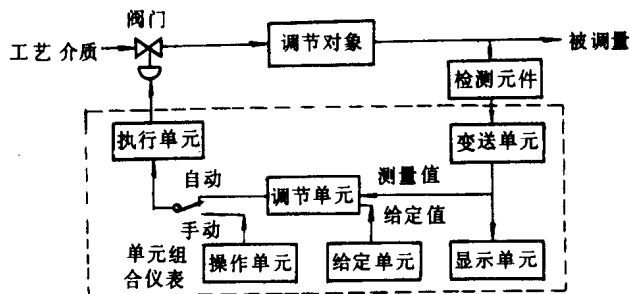 阀门
工艺 介质
调节对象
被调量
检测元件
执行单元
变送单元
自动
调节单元
测量值
给定值
手动
单元组
合仪表
操作单元
给定单元
显示单元